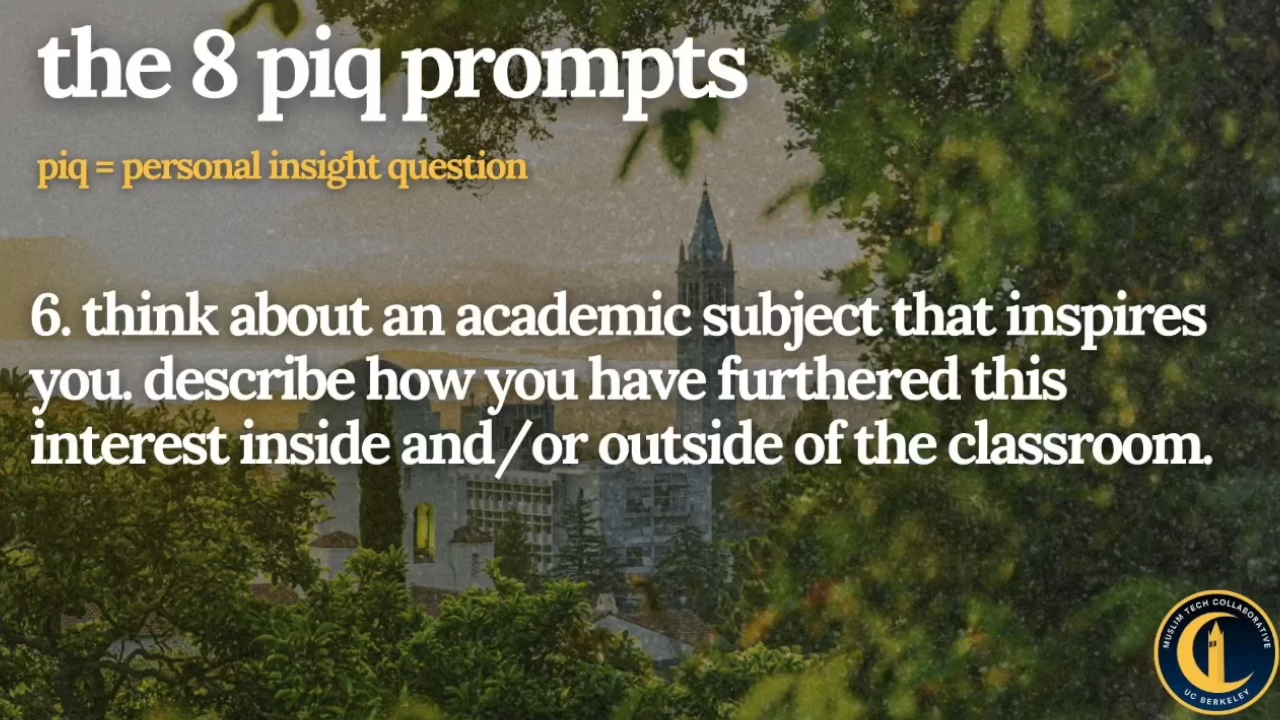 the 8 piq prompts
piq = personal insight question
6. think about an academic subject that inspires
you. describe how you have furthered this
interest inside and/or outside of the classroom.
MUSLIM TECH COLLABORATIVE
UC BERKELEY